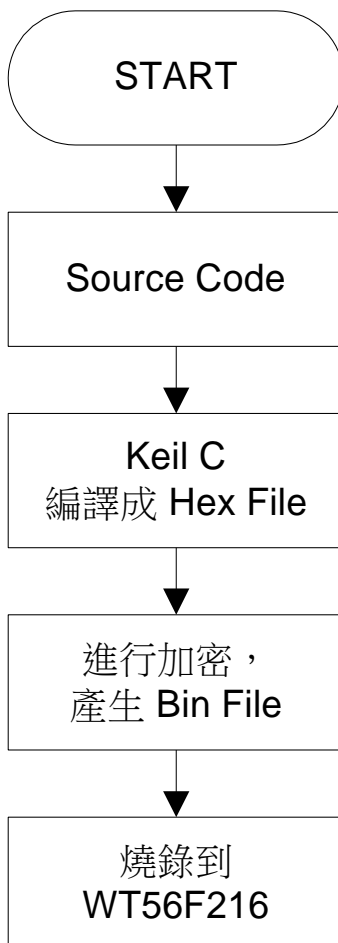 START
Source Code
Keil C
編譯成 Hex File
進行加密，
產生 Bin File
燒錄到
WT56F216